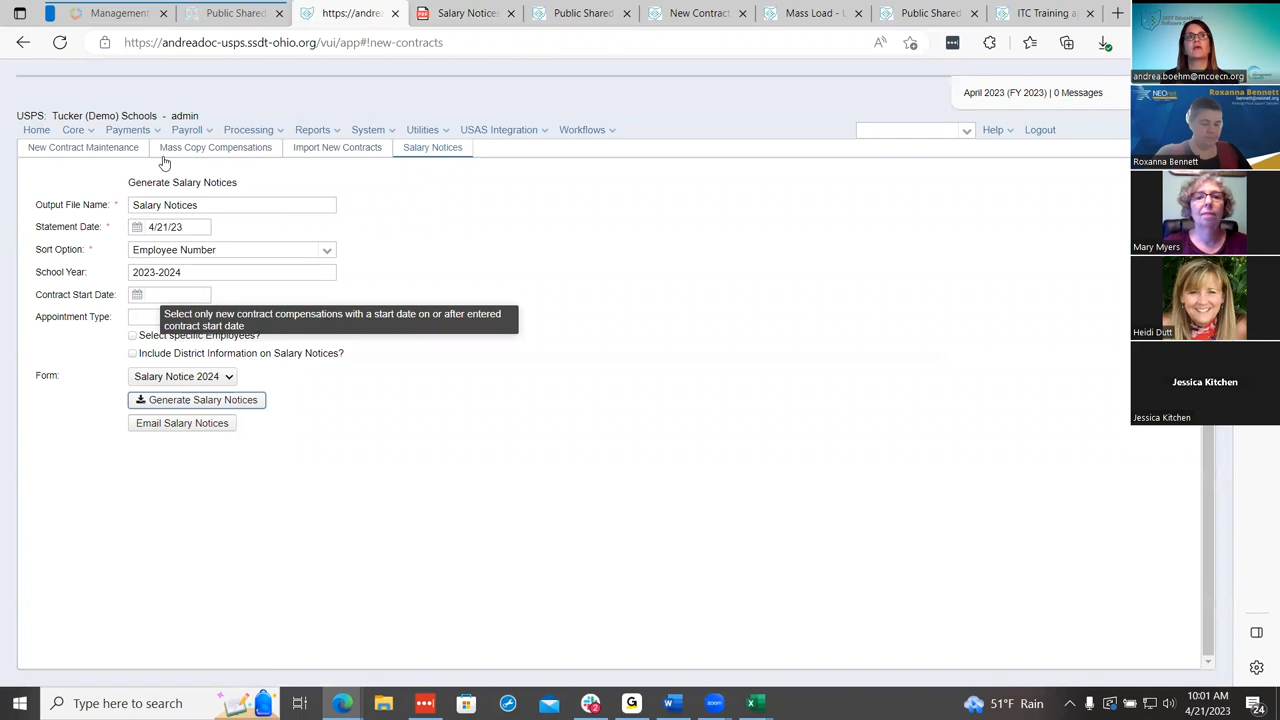 Management
Public Shared
https://andre
Salar
Public Shared
New Contract
Mass Cop
Public Shared
ITC Training e
https://andreadoc-usps.ssdt-ohio.org/vui/app#!new-contracts
andrea.boehm@mcoecn.org
April 2023 (FY 2023) | 0 Messages
NEOnet
Roxanna Bennett
Roxanna Bennett
USPS: Tucker (Demo) Schools - admin
Home Core Payments Payroll Processing Reports System Utilities USAS Integration Workflows Help Logout
New Contract Maintenance Mass Copy Compensations Import New Contracts Salary Notices
Generate Salary Notices
Output File Name: * Salary Notices
Statement Date: * 4/21/23
Sort Option: * Employee Number
School Year: 2023-2024
Contract Start Date:
Select only new contract compensations with a start date on or after entered
contract start date
Appointment Type:
Select specific Employees?
Include District Information on Salary Notices?
Form: Salary Notice 2024
Generate Salary Notices
Email Salary Notices
Mary Myers
Heidi Dutt
Jessica Kitchen
Jessica Kitchen
Type here to search
51°F Rain
10:01 AM
4/21/2023
24